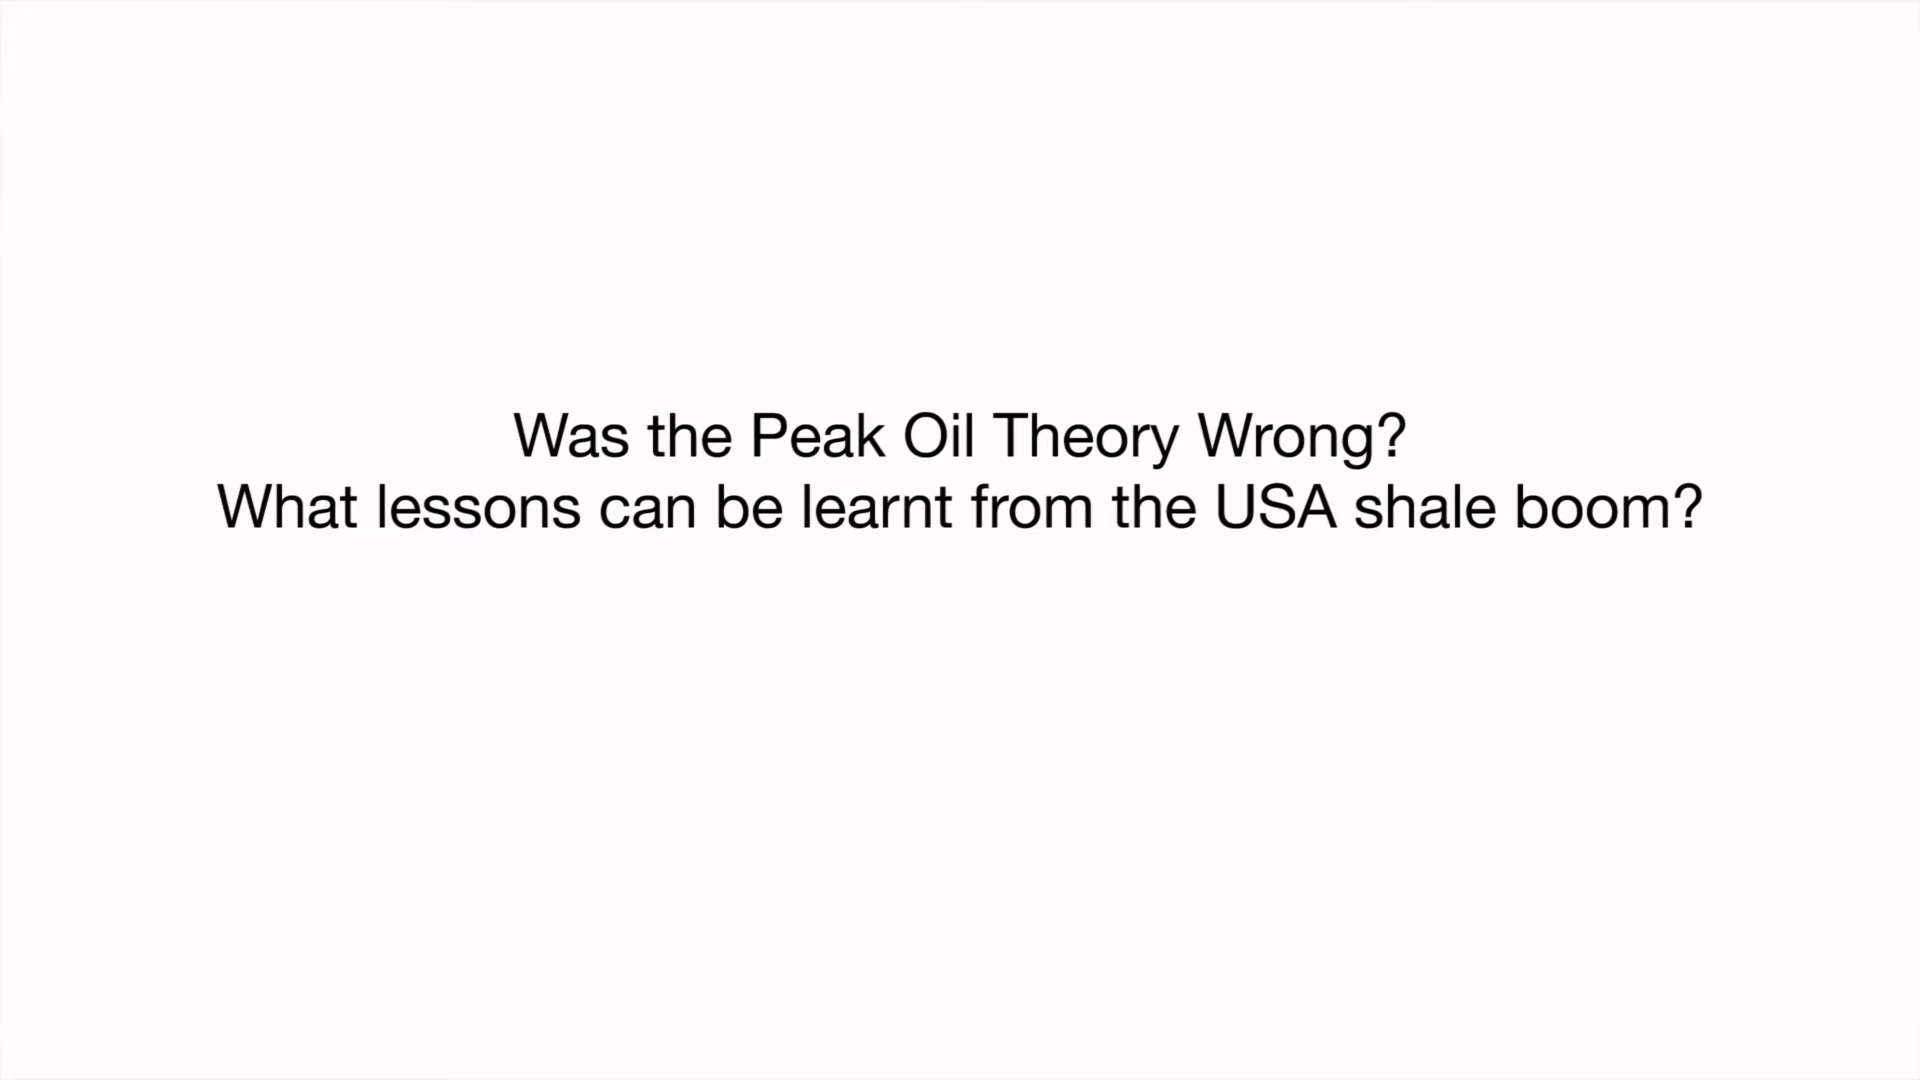 Was the Peak Oil Theory Wrong?
What lessons can be learnt from the USA shale boom?